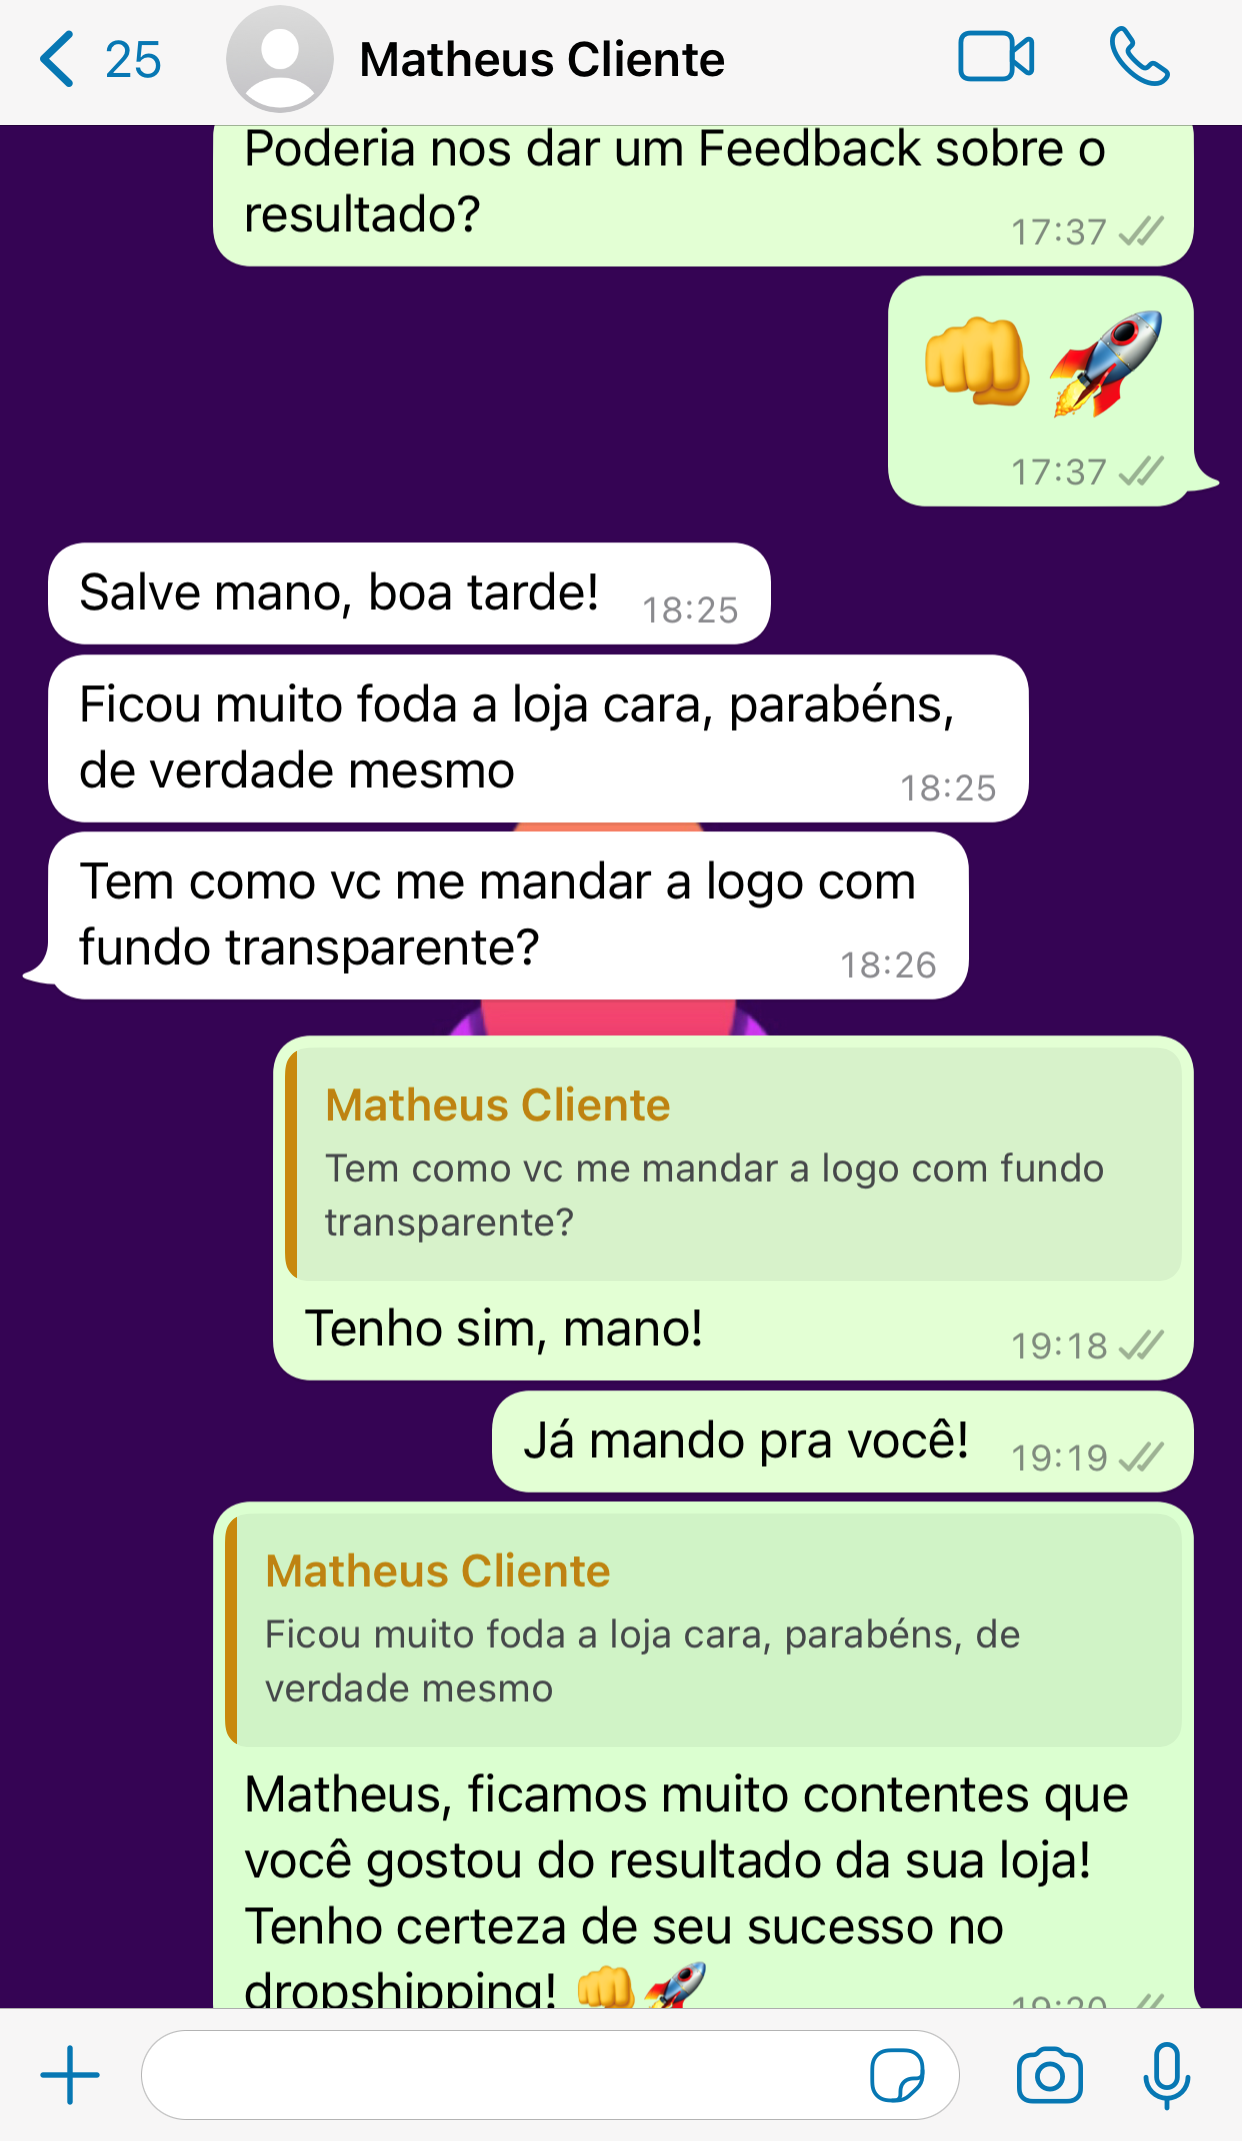 25
Matheus Cliente
Poderia nos dar um Feedback sobre o
resultado?
17:37
17:37
Salve mano, boa tarde!
18:25
Ficou muito foda a loja cara, parabéns,
de verdade mesmo
18:25
Tem como vc me mandar a logo com
fundo transparente?
18:26
Matheus Cliente
Tem como vc me mandar a logo com fundo
transparente?
Tenho sim, mano!
19:18
Já mando pra você!
19:19
Matheus Cliente
Ficou muito foda a loja cara, parabéns, de
verdade mesmo
Matheus, ficamos muito contentes que
você gostou do resultado da sua loja!
Tenho certeza de seu sucesso no
dropshipping! 👊🚀
19:20